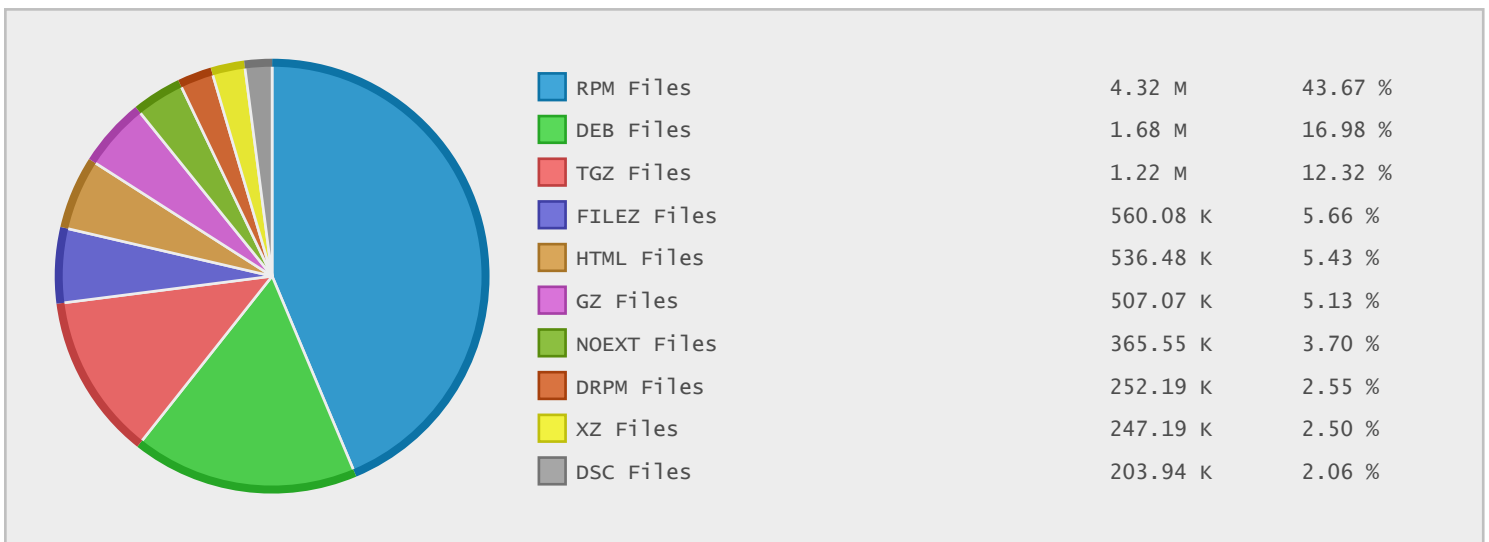 RPM Files 4.32 M 43.67 %
DEB Files 1.68 M 16.98 %
TGZ Files 1.22 M 12.32 %
FILEZ Files 560.08 K 5.66 %
HTML Files 536.48 K 5.43 %
GZ Files 507.07 K 5.13 %
NOEXT Files 365.55 K 3.70 %
DRPM Files 252.19 K 2.55 %
XZ Files 247.19 K 2.50 %
DSC Files 203.94 K 2.06 %